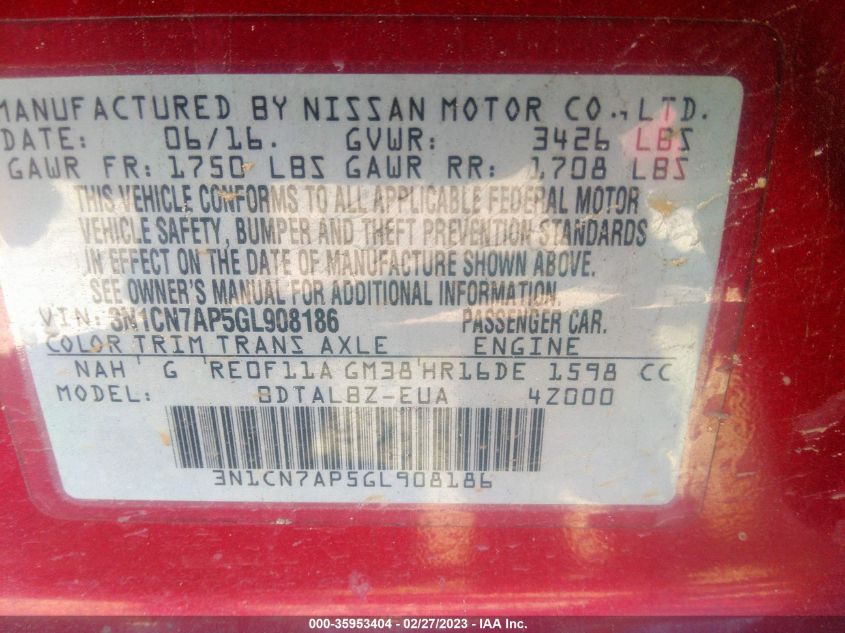 MANUFACTURED BY NISSAN MOTOR CO., LTD.
DATE: 06/16. GVWR: 3426 LBS
GAWR FR: 1750 LBS GAWR RR: 1708 LBS
THIS VEHICLE CONFORMS TO ALL APPLICABLE FEDERAL MOTOR
VEHICLE SAFETY, BUMPER AND THEFT PREVENTION STANDARDS
IN EFFECT ON THE DATE OF MANUFACTURE SHOWN ABOVE.
SEE OWNER'S MANUAL FOR ADDITIONAL INFORMATION.
VIN: 3N1CN7AP5GL908186 PASSENGER CAR.
COLOR TRIM TRANS AXLE ENGINE
NAH G RE0F11A GM38 HR16DE 1598 CC
MODEL: BDTALBZ-EUA 4Z000
3N1CN7AP5GL908186
000-35953404 - 02/27/2023 - IAA Inc.